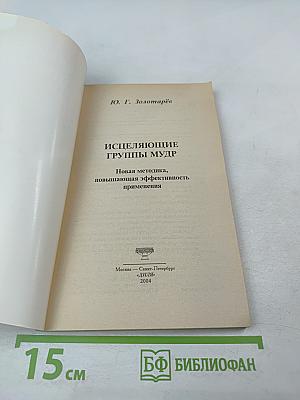 Ю. Г. Золотарёв
ИСЦЕЛЯЮЩИЕ
ГРУППЫ МУДР
Новая методика,
повышающая эффективность
применения
Москва — Санкт-Петербург
«ДИЛЯ»
2004
15 см
БФ БИБЛИОФАН